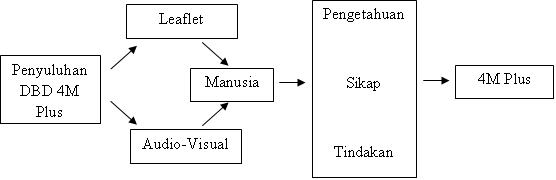 Leaflet
Penyuluhan
DBD 4M
Plus
Manusia
Audio-Visual
Pengetahuan
Sikap
Tindakan
4M Plus